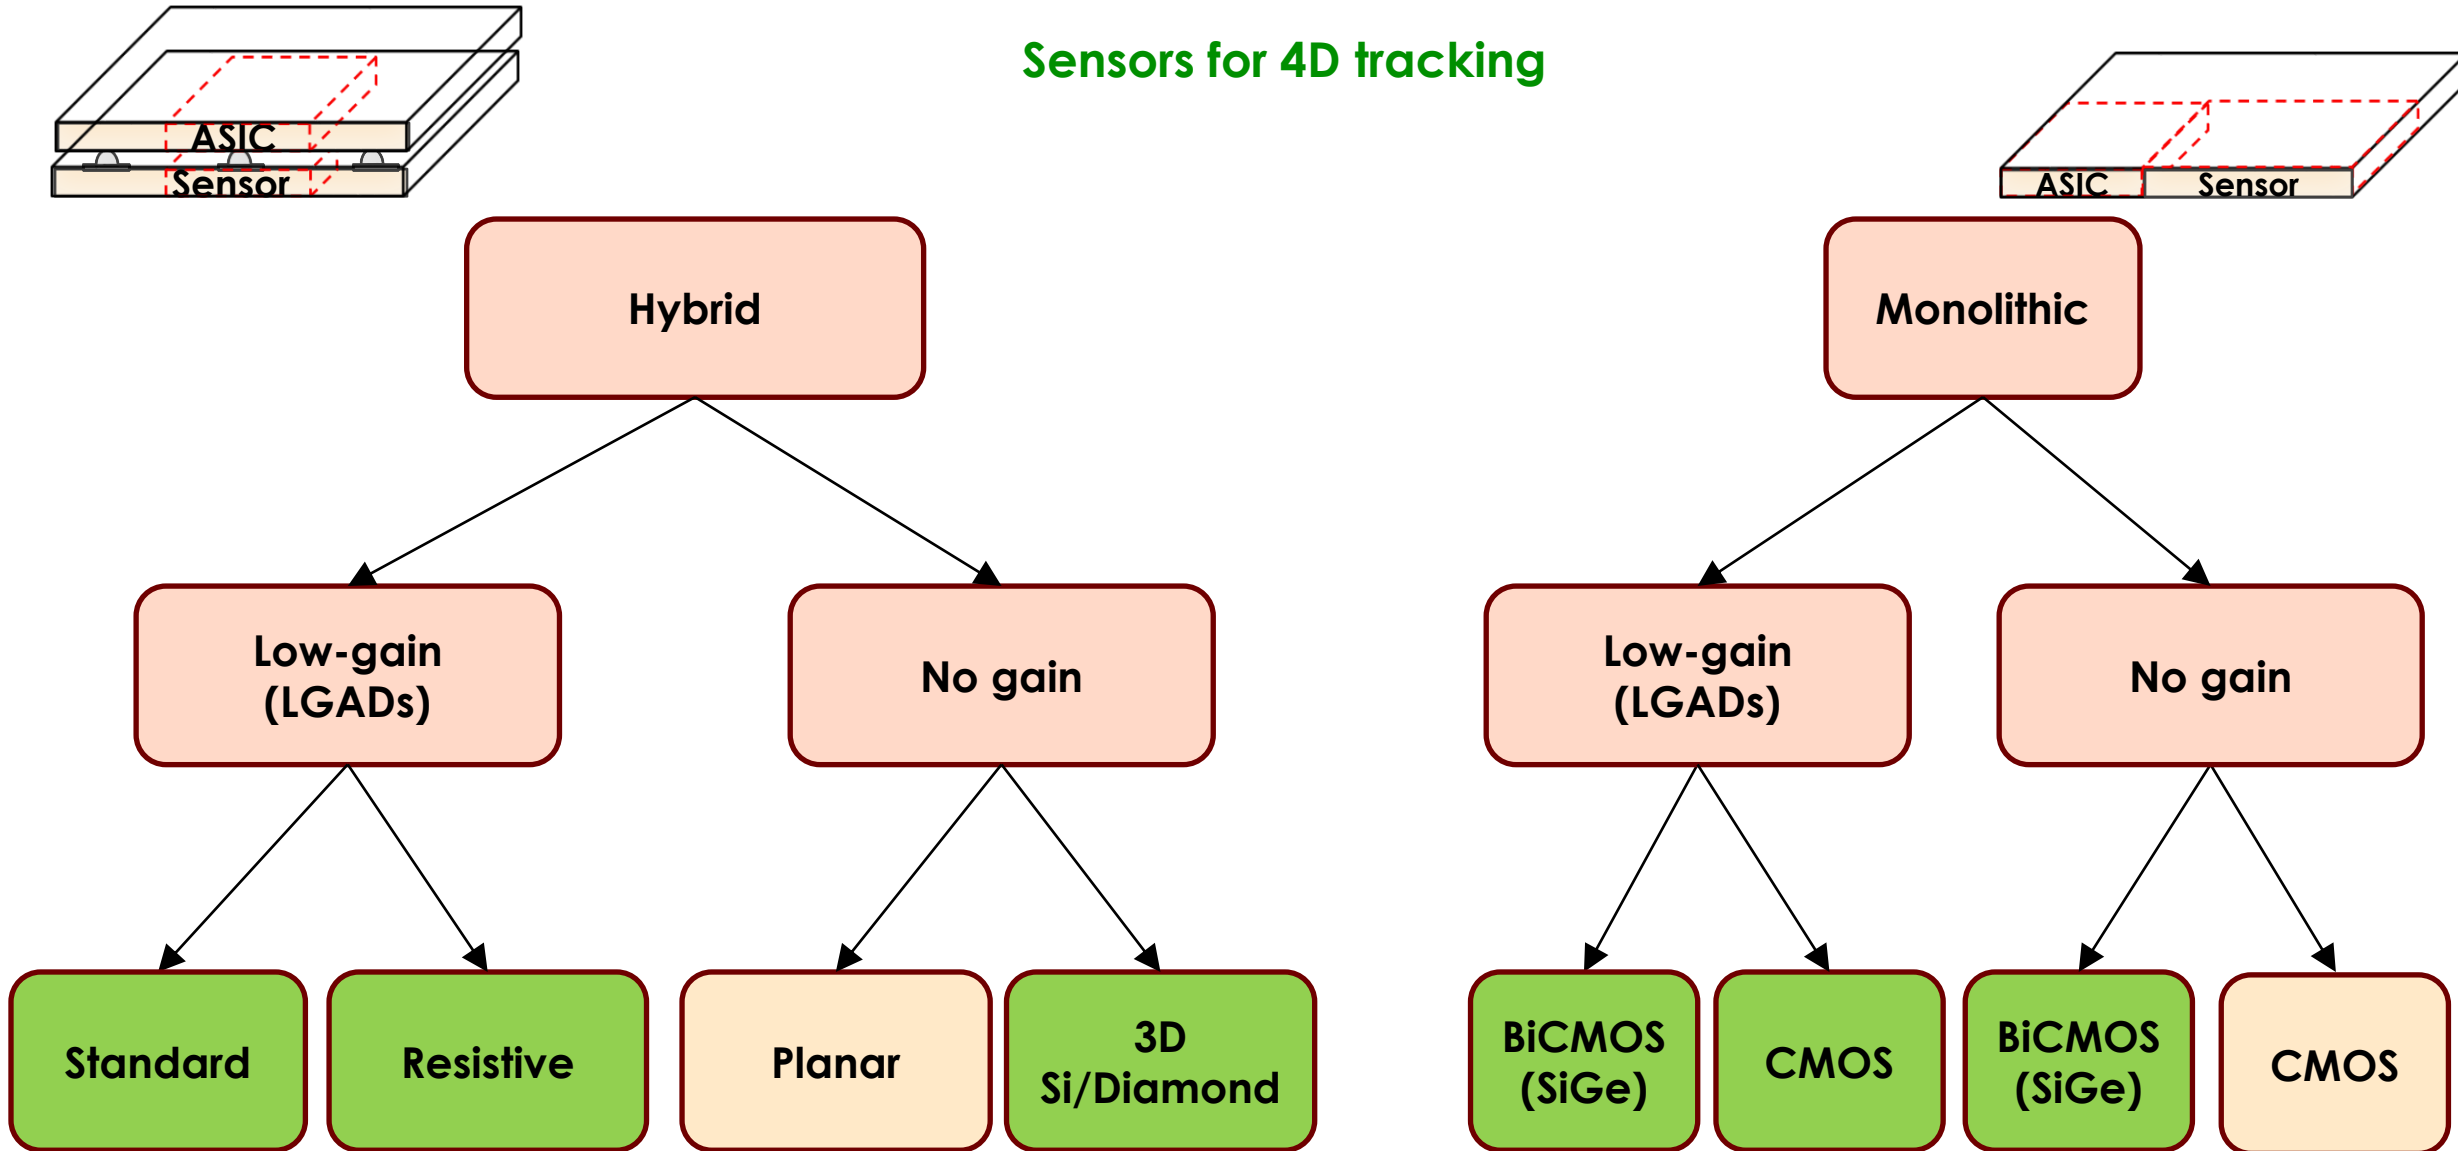 Sensors for 4D tracking
ASIC
Sensor
ASIC
Sensor
Hybrid
Monolithic
Low-gain
(LGADs)
No gain
Low-gain
(LGADs)
No gain
Standard
Resistive
Planar
3D
Si/Diamond
BiCMOS
(SiGe)
CMOS
BiCMOS
(SiGe)
CMOS